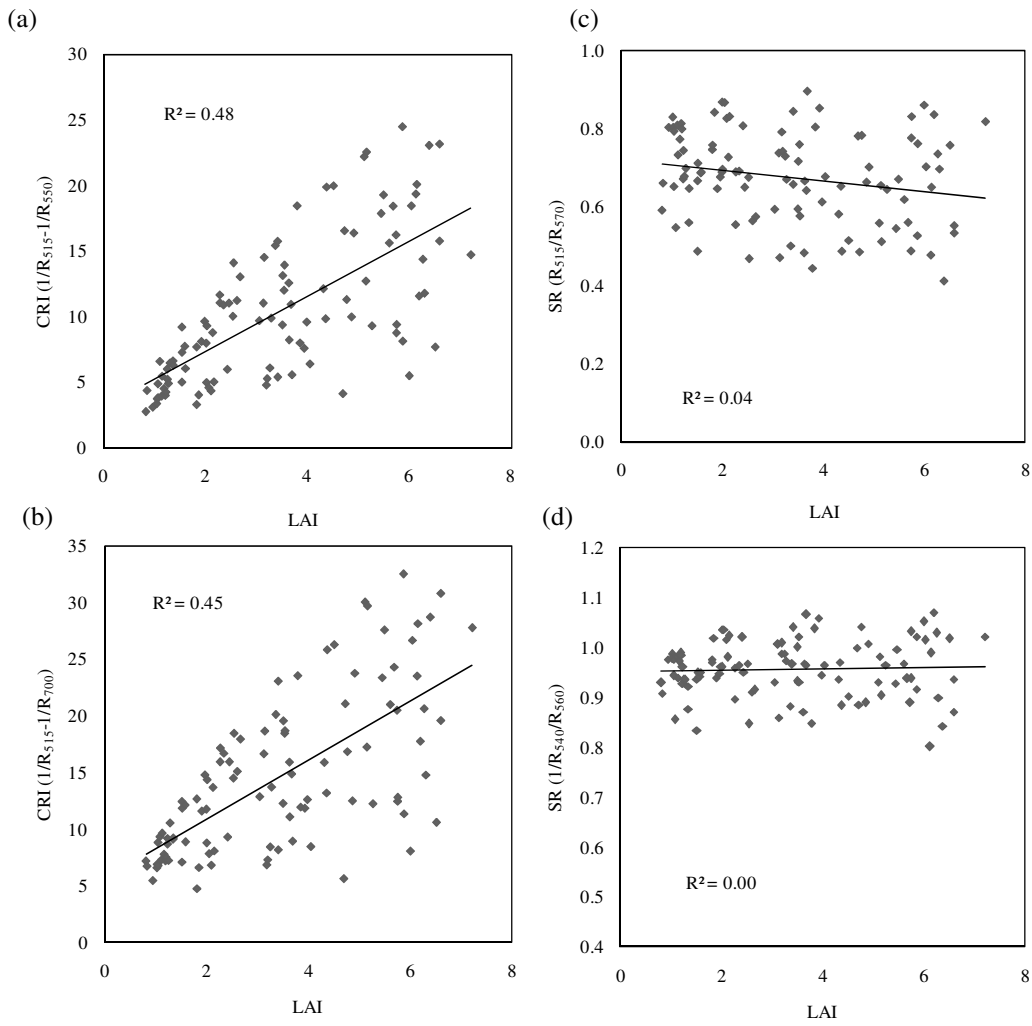 (a)
30
25
20
15
10
5
0
CRI (1/R515-1/R550)
R² = 0.48
0 2 4 6 8
LAI
(c)
1.0
0.8
0.6
0.4
0.2
0.0
SR (R515/R570)
R² = 0.04
0 2 4 6 8
LAI
(b)
35
30
25
20
15
10
5
0
CRI (1/R515-1/R700)
R² = 0.45
0 2 4 6 8
LAI
(d)
1.2
1.1
1.0
0.9
0.8
0.7
0.6
0.5
0.4
SR (1/R540/R560)
R² = 0.00
0 2 4 6 8
LAI